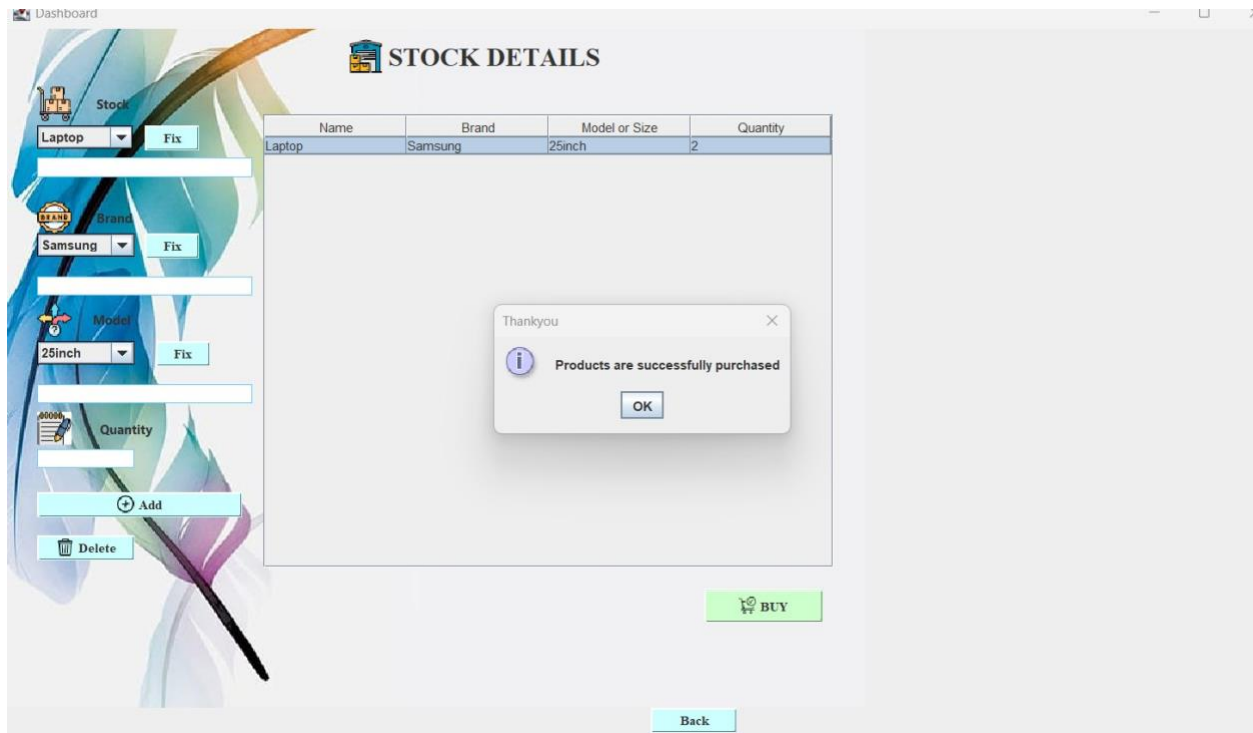 Dashboard
STOCK DETAILS
Stock
Laptop
Fix
BRAND
Brand
Samsung
Fix
Model
?
25inch
Fix
Quantity
Add
Delete
Name Brand Model or Size Quantity
Laptop Samsung 25inch 2
Thankyou
i
Products are successfully purchased
OK
BUY
Back